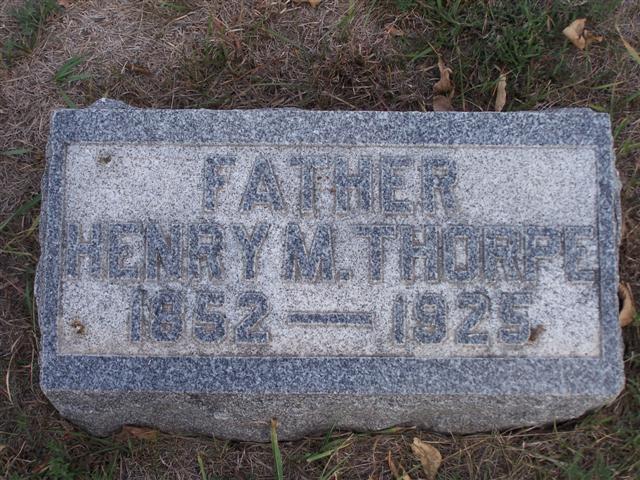 FATHER
HENRY M. THORPE
1852 — 1925